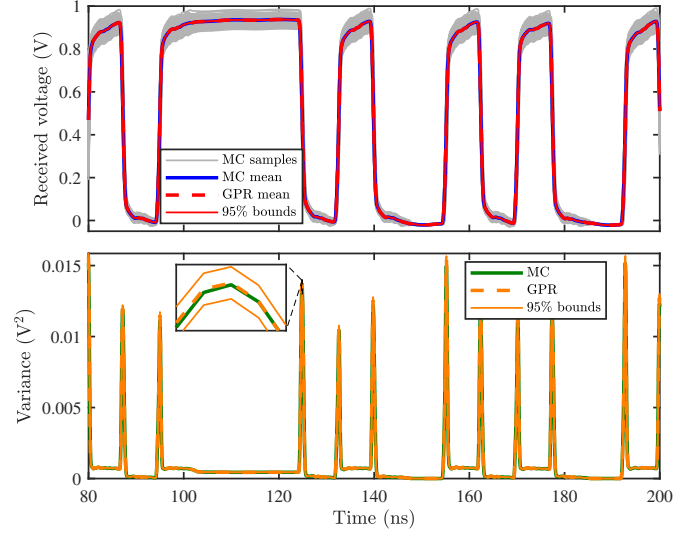 1
0.8
0.6
0.4
0.2
0
Received voltage (V)
MC samples
MC mean
GPR mean
95% bounds
0.015
0.01
0.005
0
Variance (V²)
MC
GPR
95% bounds
80
100
120
140
160
180
200
Time (ns)